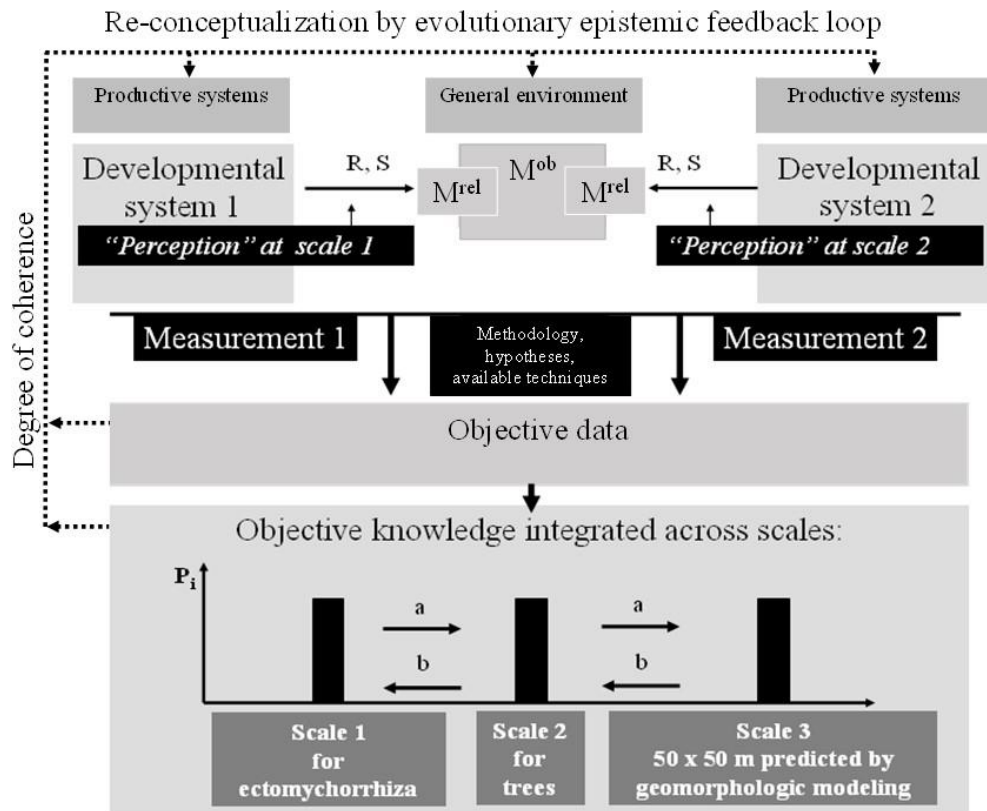 Re-conceptualization by evolutionary epistemic feedback loop
Productive systems
General environment
Productive systems
Developmental
system 1
R, S
M^rel
M^ob
M^rel
R, S
Developmental
system 2
"Perception" at scale 1
"Perception" at scale 2
Degree of coherence
Measurement 1
Methodology,
hypotheses,
available techniques
Measurement 2
Objective data
Objective knowledge integrated across scales:
P_i
a
a
b
b
Scale 1
for
ectomychorrhiza
Scale 2
for
trees
Scale 3
50 x 50 m predicted by
geomorphologic modeling